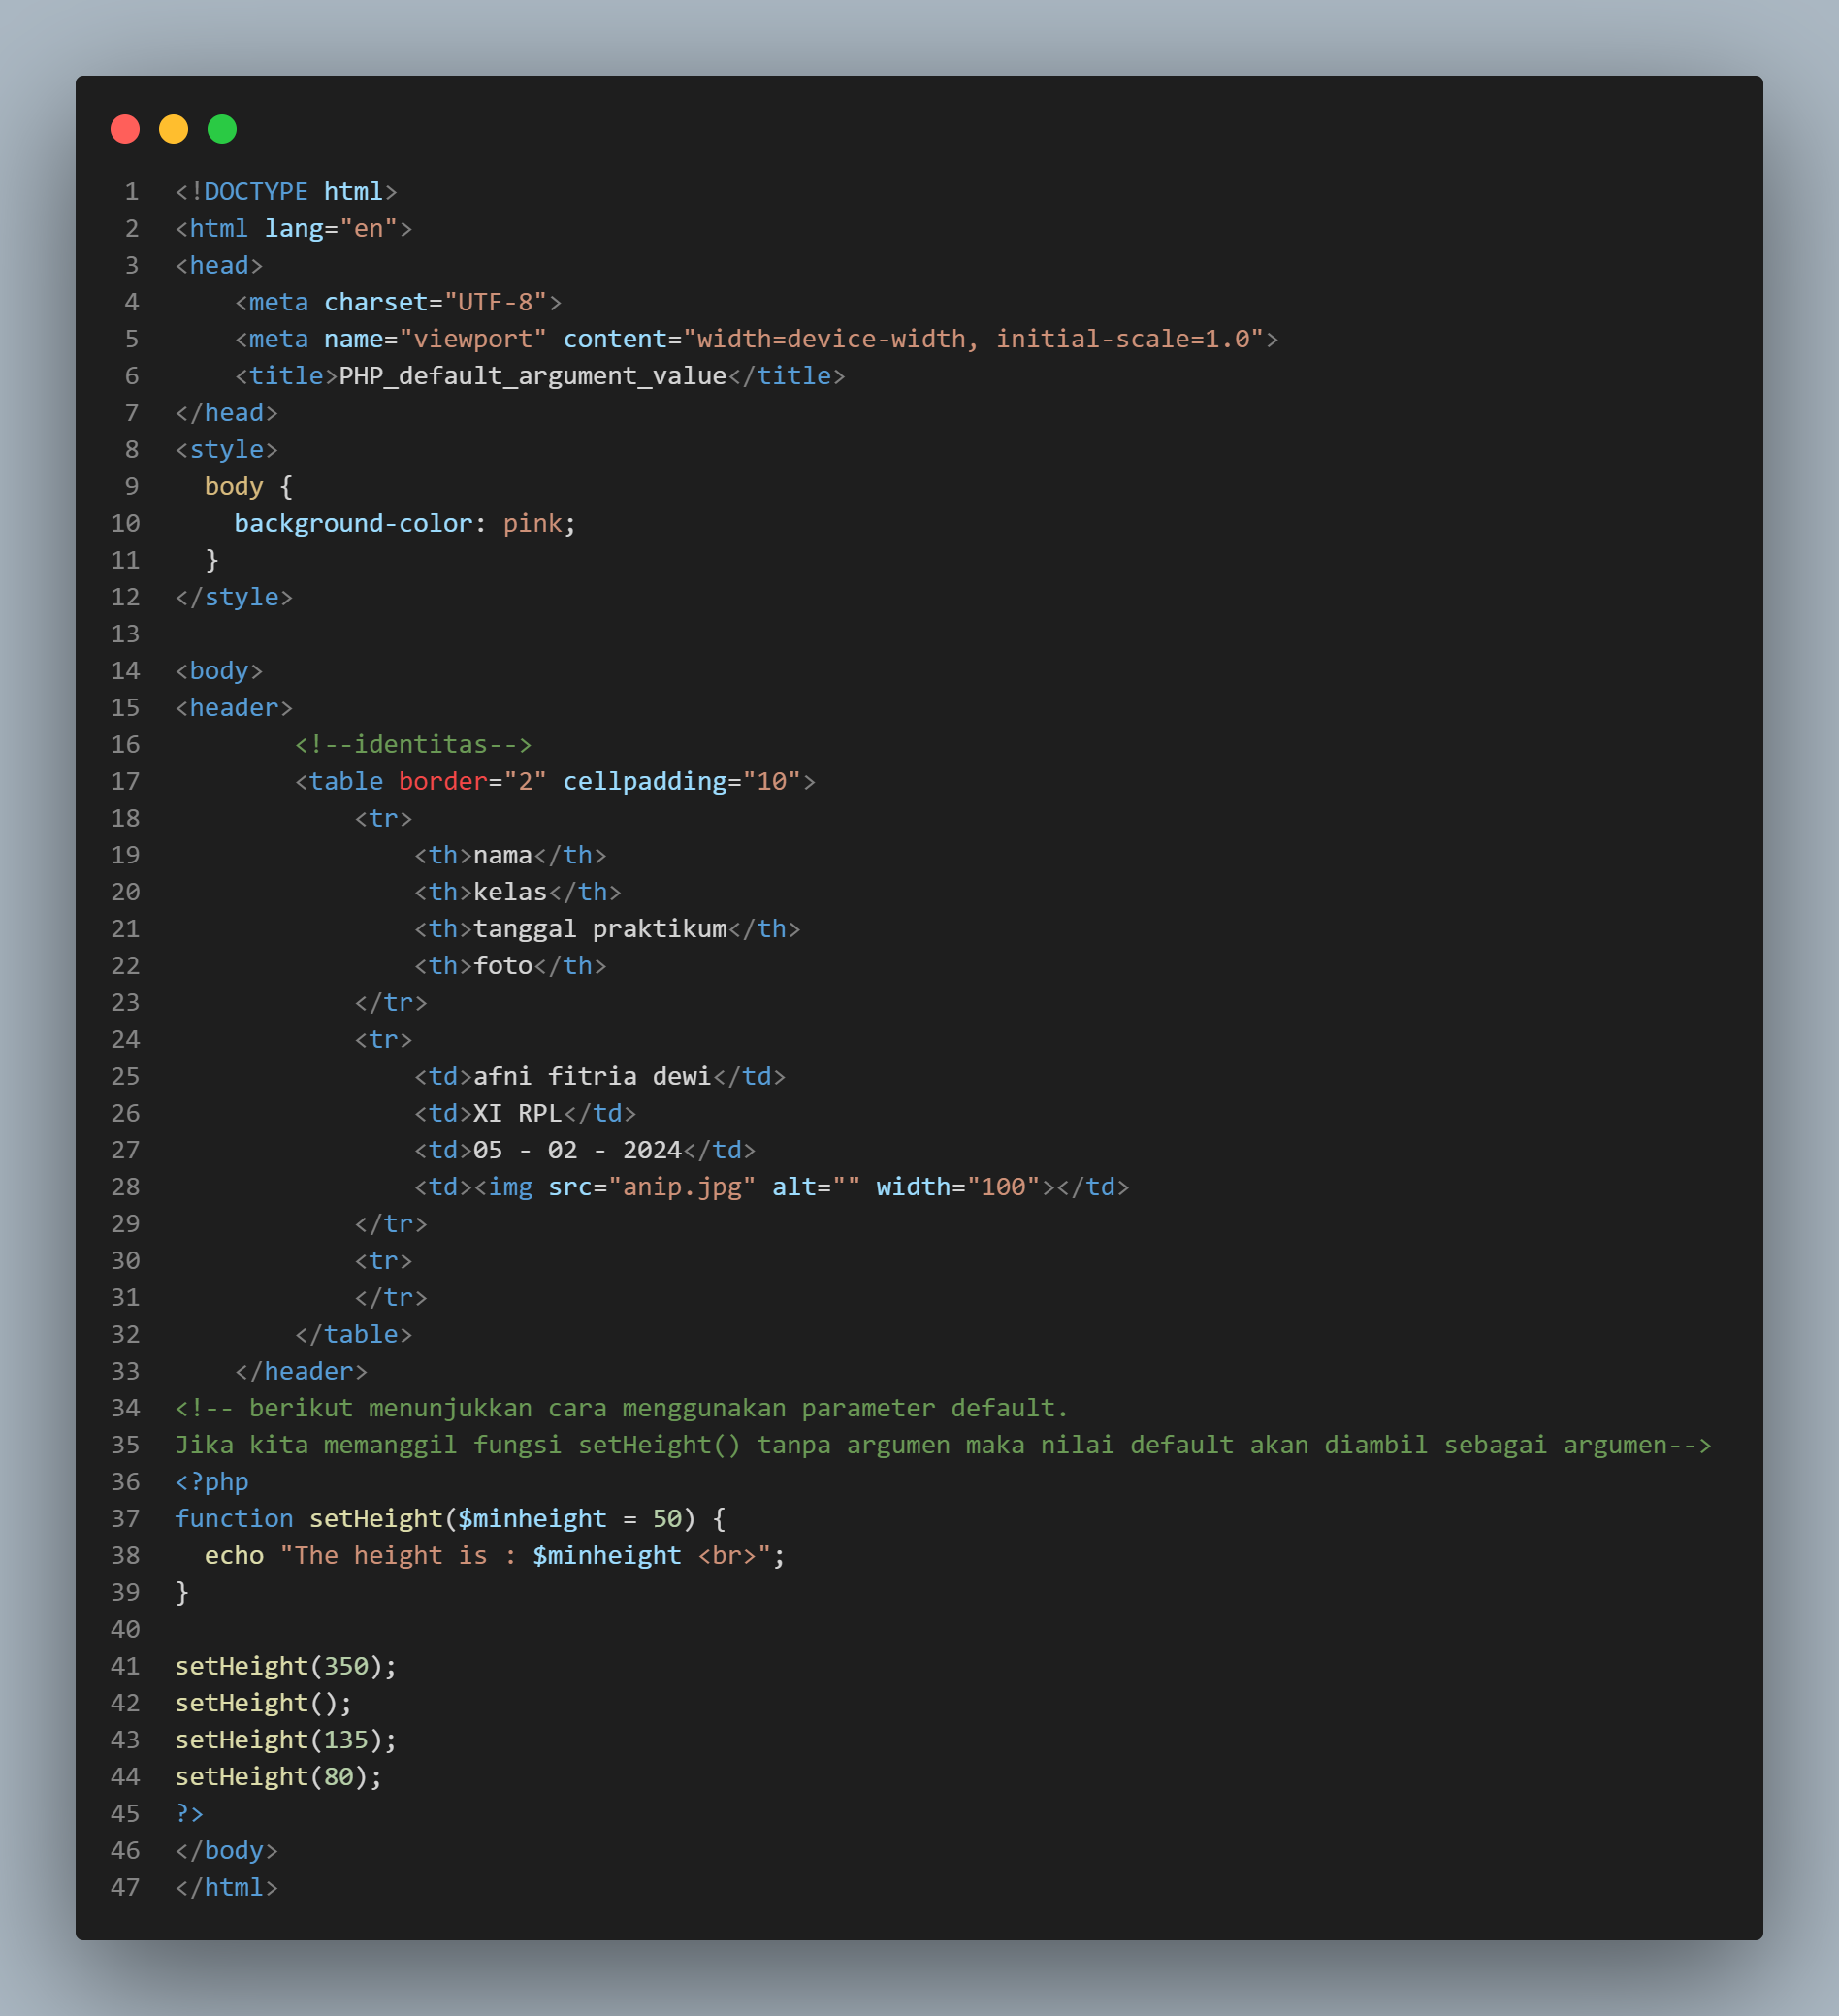 1 <!DOCTYPE html>
2 <html lang="en">
3 <head>
4     <meta charset="UTF-8">
5     <meta name="viewport" content="width=device-width, initial-scale=1.0">
6     <title>PHP_default_argument_value</title>
7 </head>
8 <style>
9   body {
10     background-color: pink;
11   }
12 </style>
13
14 <body>
15 <header>
16         <!--identitas-->
17         <table border="2" cellpadding="10">
18             <tr>
19                 <th>nama</th>
20                 <th>kelas</th>
21                 <th>tanggal praktikum</th>
22                 <th>foto</th>
23             </tr>
24             <tr>
25                 <td>afni fitria dewi</td>
26                 <td>XI RPL</td>
27                 <td>05 - 02 - 2024</td>
28                 <td><img src="anip.jpg" alt="" width="100"></td>
29             </tr>
30             <tr>
31             </tr>
32         </table>
33     </header>
34 <!-- berikut menunjukkan cara menggunakan parameter default.
35 Jika kita memanggil fungsi setHeight() tanpa argumen maka nilai default akan diambil sebagai argumen-->
36 <?php
37 function setHeight($minheight = 50) {
38   echo "The height is : $minheight <br>";
39 }
40
41 setHeight(350);
42 setHeight();
43 setHeight(135);
44 setHeight(80);
45 ?>
46 </body>
47 </html>